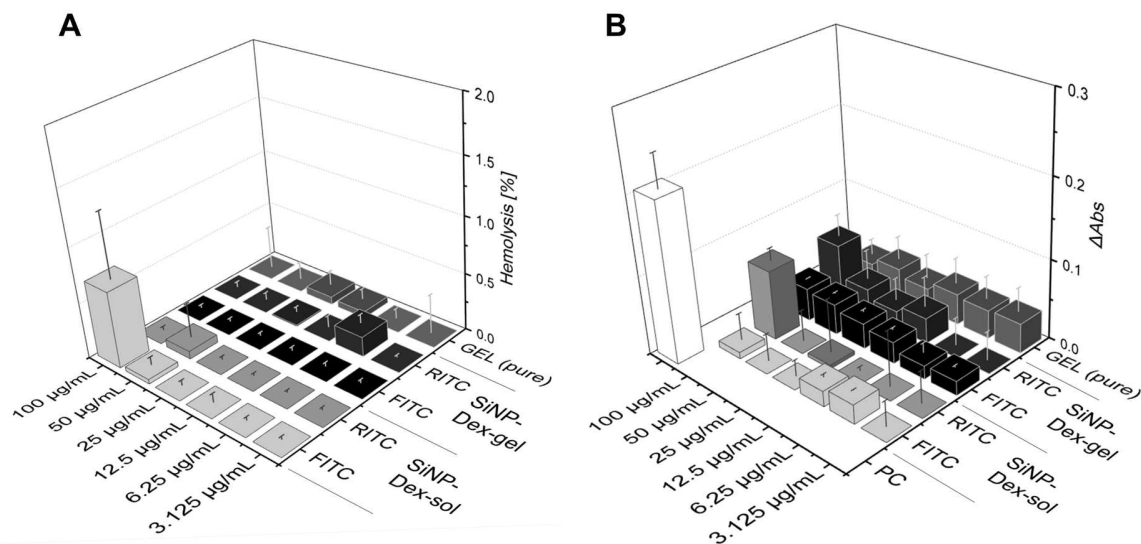 A
2.0
1.5
1.0
0.5
0.0
Hemolysis [%]
100 µg/mL
50 µg/mL
25 µg/mL
12.5 µg/mL
6.25 µg/mL
3.125 µg/mL
FITC
RITC
FITC
RITC
GEL (pure)
SiNP-
Dex-sol
SiNP-
Dex-gel
B
0.3
0.2
0.1
0.0
ΔAbs
100 µg/mL
50 µg/mL
25 µg/mL
12.5 µg/mL
6.25 µg/mL
3.125 µg/mL
PC
FITC
RITC
FITC
RITC
GEL (pure)
SiNP-
Dex-sol
SiNP-
Dex-gel